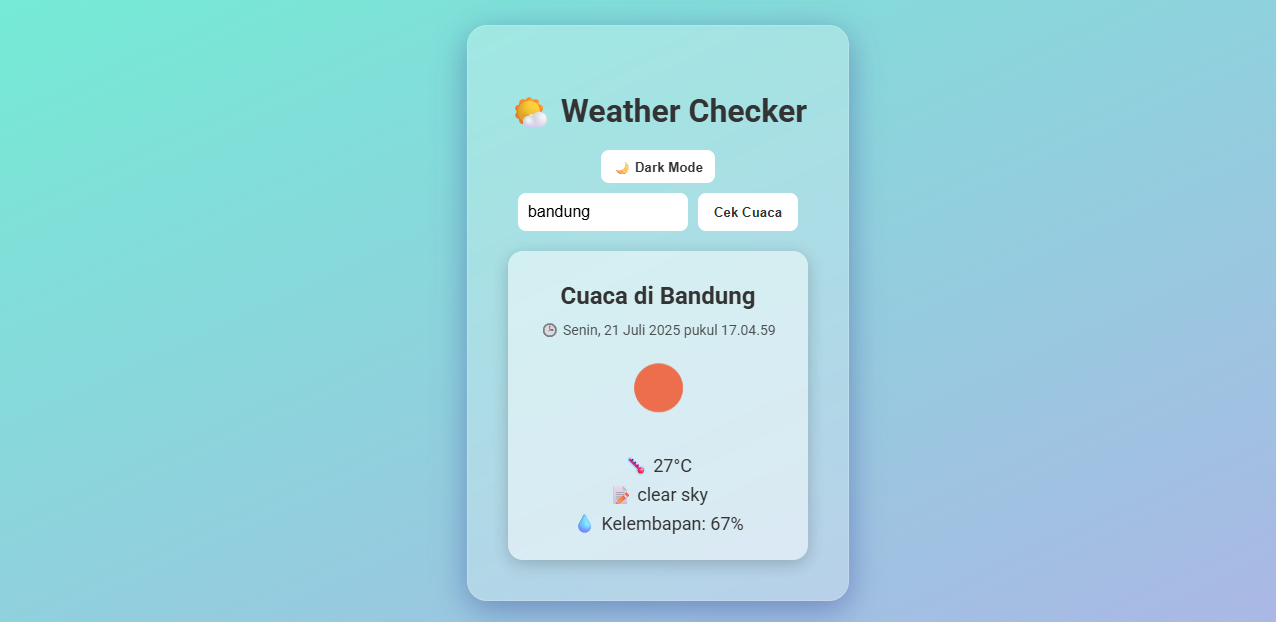 Weather Checker
Dark Mode
bandung Cek Cuaca
Cuaca di Bandung
Senin, 21 Juli 2025 pukul 17.04.59
27°C
clear sky
Kelembapan: 67%